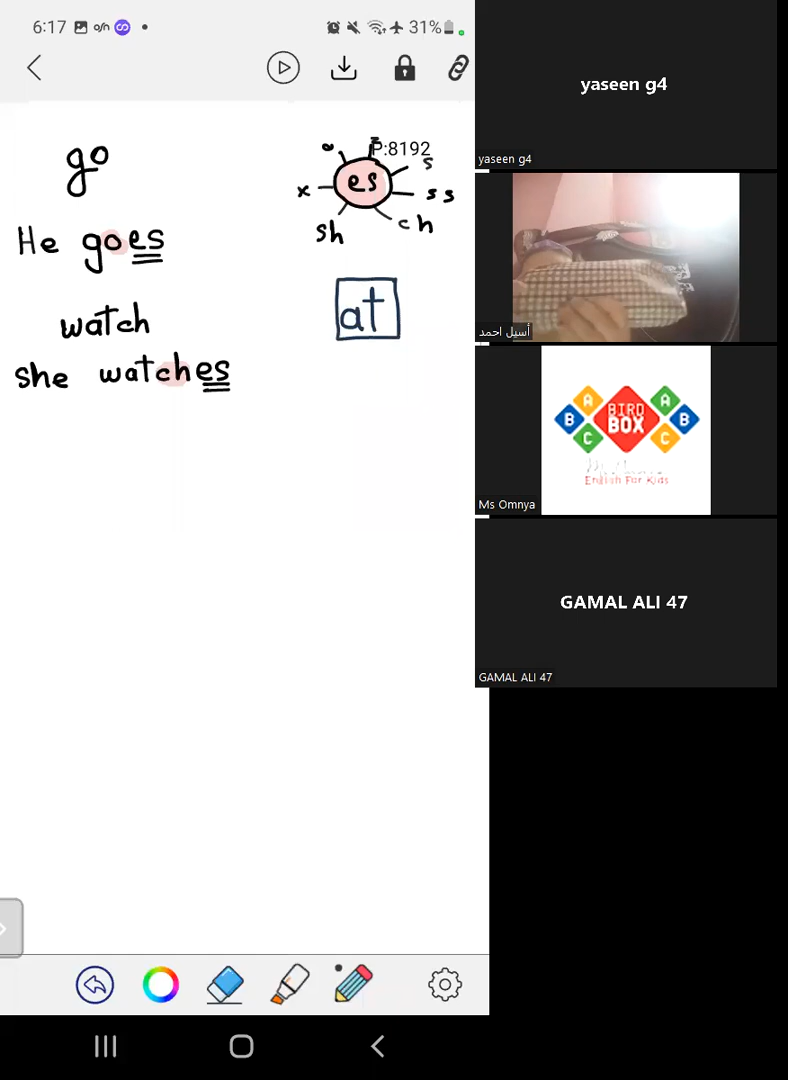 6:17
31%
go
P:8192
o
s
x
es
ss
sh
ch
He goes
at
watch
she watches
yaseen g4
yaseen g4
أسيل احمد
A
A
B
BIRD
BOX
B
C
C
English For Kids
Ms Omnya
GAMAL ALI 47
GAMAL ALI 47